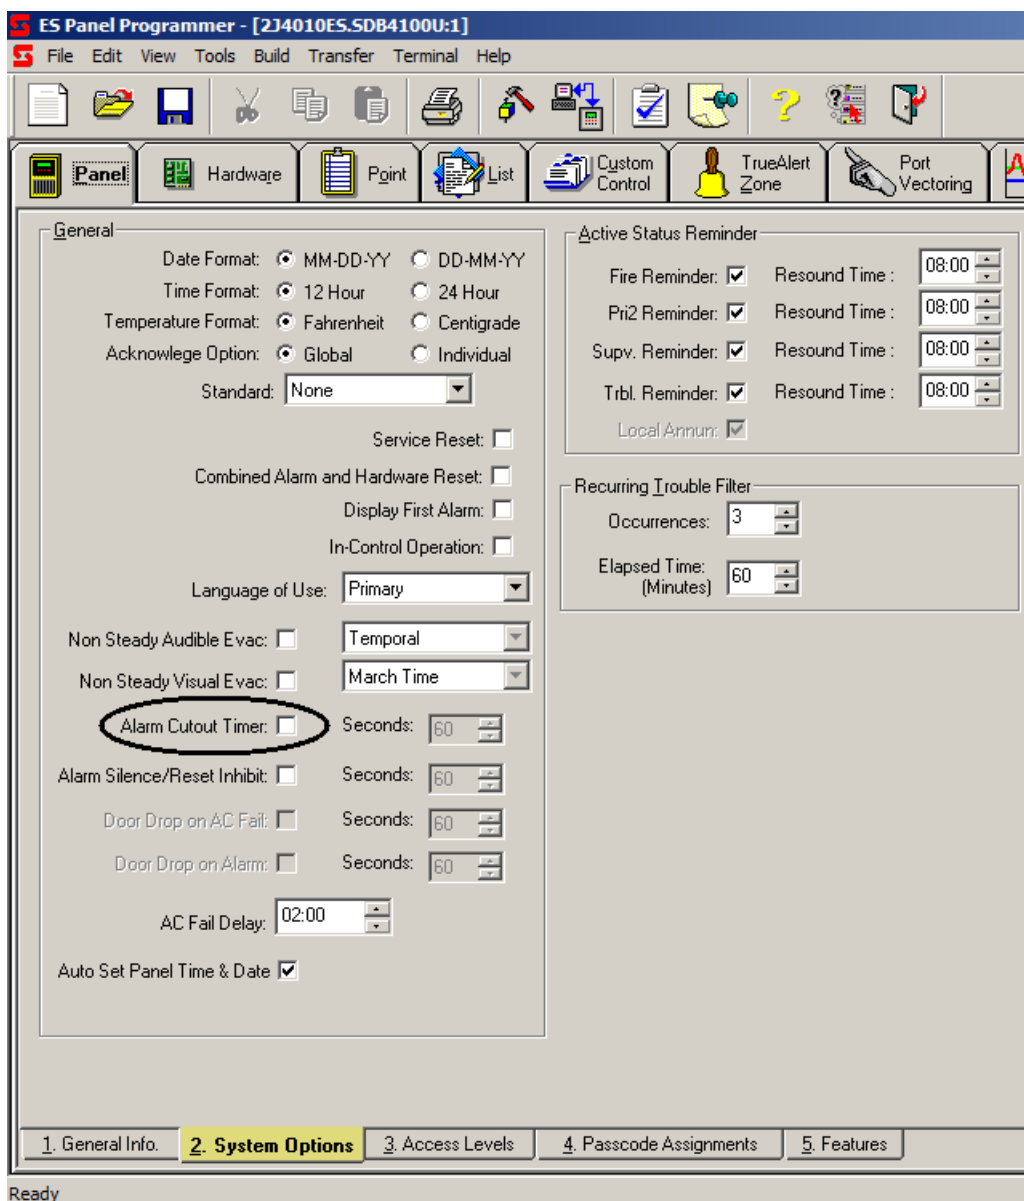 ES Panel Programmer - [2J4010ES.SDB4100U:1]
File Edit View Tools Build Transfer Terminal Help
Panel Hardware Point List Custom Control TrueAlert Zone Port Vectoring
General
Date Format: MM-DD-YY DD-MM-YY
Time Format: 12 Hour 24 Hour
Temperature Format: Fahrenheit Centigrade
Acknowlege Option: Global Individual
Standard: None
Service Reset:
Combined Alarm and Hardware Reset:
Display First Alarm:
In-Control Operation:
Language of Use: Primary
Non Steady Audible Evac: Temporal
Non Steady Visual Evac: March Time
Alarm Cutout Timer: Seconds: 60
Alarm Silence/Reset Inhibit: Seconds: 60
Door Drop on AC Fail: Seconds: 60
Door Drop on Alarm: Seconds: 60
AC Fail Delay: 02:00
Auto Set Panel Time & Date
Active Status Reminder
Fire Reminder: Resound Time : 08:00
Pri2 Reminder: Resound Time : 08:00
Supv. Reminder: Resound Time : 08:00
Trbl. Reminder: Resound Time : 08:00
Local Annun:
Recurring Trouble Filter
Occurrences: 3
Elapsed Time: 60
(Minutes)
1. General Info. 2. System Options 3. Access Levels 4. Passcode Assignments 5. Features
Ready